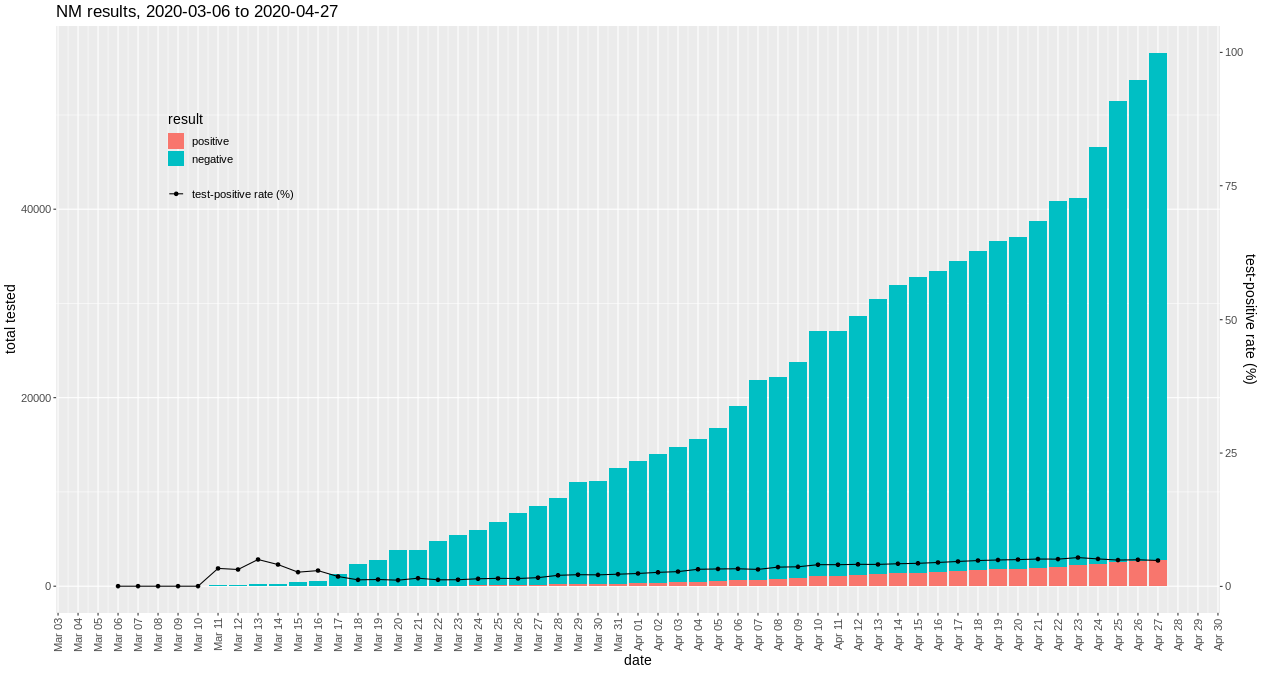 NM results, 2020-03-06 to 2020-04-27
result
positive
negative
test-positive rate (%)
total tested
40000
20000
0
100
75
50
25
0
test-positive rate (%)
Mar 03
Mar 04
Mar 05
Mar 06
Mar 07
Mar 08
Mar 09
Mar 10
Mar 11
Mar 12
Mar 13
Mar 14
Mar 15
Mar 16
Mar 17
Mar 18
Mar 19
Mar 20
Mar 21
Mar 22
Mar 23
Mar 24
Mar 25
Mar 26
Mar 27
Mar 28
Mar 29
Mar 30
Mar 31
Apr 01
Apr 02
Apr 03
Apr 04
Apr 05
Apr 06
Apr 07
Apr 08
Apr 09
Apr 10
Apr 11
Apr 12
Apr 13
Apr 14
Apr 15
Apr 16
Apr 17
Apr 18
Apr 19
Apr 20
Apr 21
Apr 22
Apr 23
Apr 24
Apr 25
Apr 26
Apr 27
Apr 28
Apr 29
Apr 30
date